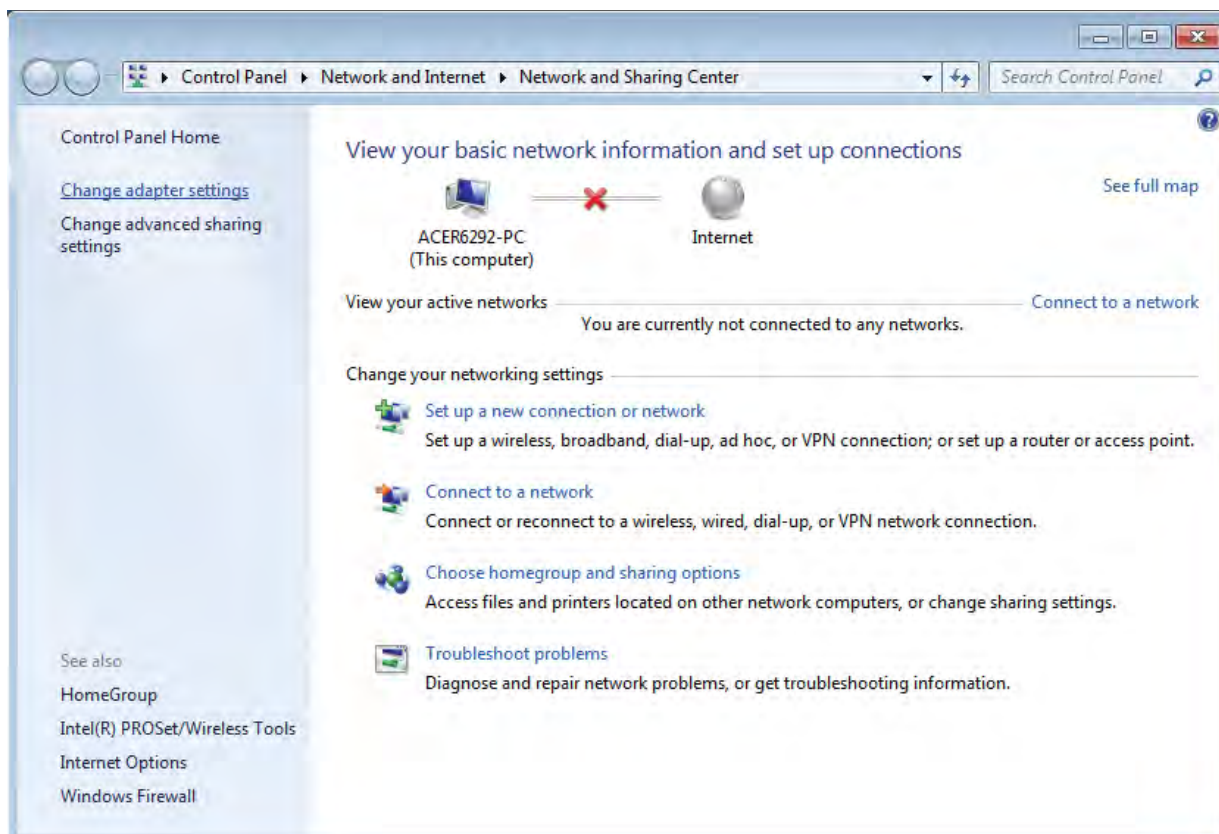 Control Panel ▸ Network and Internet ▸ Network and Sharing Center
Search Control Panel
Control Panel Home
Change adapter settings
Change advanced sharing
settings
View your basic network information and set up connections
See full map
ACER6292-PC
(This computer)
Internet
View your active networks
Connect to a network
You are currently not connected to any networks.
Change your networking settings
Set up a new connection or network
Set up a wireless, broadband, dial-up, ad hoc, or VPN connection; or set up a router or access point.
Connect to a network
Connect or reconnect to a wireless, wired, dial-up, or VPN network connection.
Choose homegroup and sharing options
Access files and printers located on other network computers, or change sharing settings.
Troubleshoot problems
Diagnose and repair network problems, or get troubleshooting information.
See also
HomeGroup
Intel(R) PROSet/Wireless Tools
Internet Options
Windows Firewall